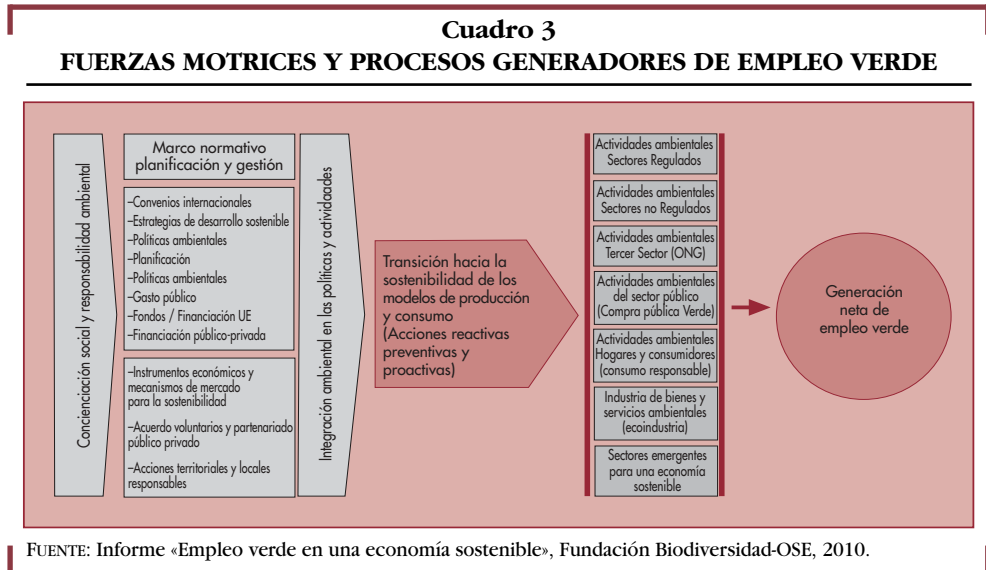 Cuadro 3
FUERZAS MOTRICES Y PROCESOS GENERADORES DE EMPLEO VERDE
Concienciación social y responsabilidad ambiental
Marco normativo
planificación y gestión
–Convenios internacionales
–Estrategias de desarrollo sostenible
–Políticas ambientales
–Planificación
–Políticas ambientales
–Gasto público
–Fondos / Financiación UE
–Financiación público-privada
–Instrumentos económicos y
mecanismos de mercado
para la sostenibilidad
–Acuerdo voluntarios y partenariado
público privado
–Acciones territoriales y locales
responsables
Integración ambiental en las políticas y actividaades
Transición hacia la
sostenibilidad de los
modelos de producción
y consumo
(Acciones reactivas
preventivas y
proactivas)
Actividades ambientales
Sectores Regulados
Actividades ambientales
Sectores no Regulados
Actividades ambientales
Tercer Sector (ONG)
Actividades ambientales
del sector público
(Compra pública Verde)
Actividades ambientales
Hogares y consumidores
(consumo responsable)
Industria de bienes y
servicios ambientales
(ecoindustria)
Sectores emergentes
para una economía
sostenible
Generación
neta de
empleo verde
FUENTE: Informe «Empleo verde en una economía sostenible», Fundación Biodiversidad-OSE, 2010.